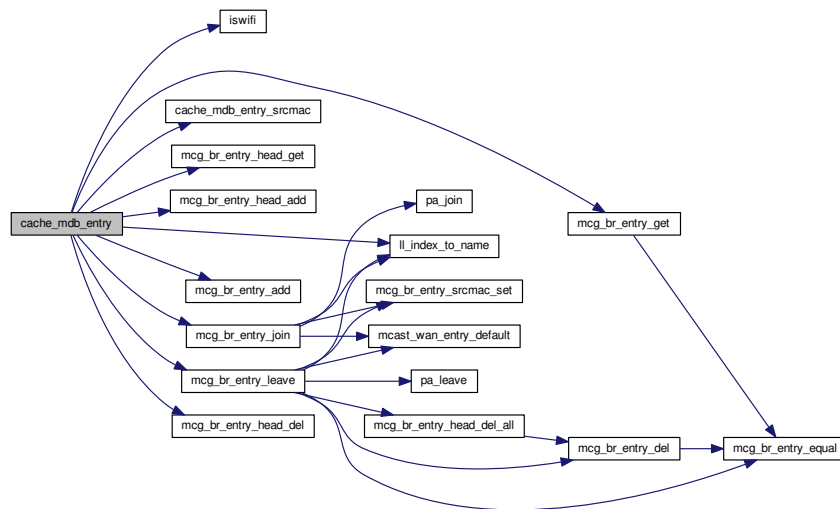 iswifi
cache_mdb_entry_srcmac
mcg_br_entry_head_get
mcg_br_entry_head_add
pa_join
cache_mdb_entry
mcg_br_entry_get
ll_index_to_name
mcg_br_entry_add
mcg_br_entry_srcmac_set
mcg_br_entry_join
mcast_wan_entry_default
mcg_br_entry_leave
pa_leave
mcg_br_entry_head_del
mcg_br_entry_head_del_all
mcg_br_entry_del
mcg_br_entry_equal